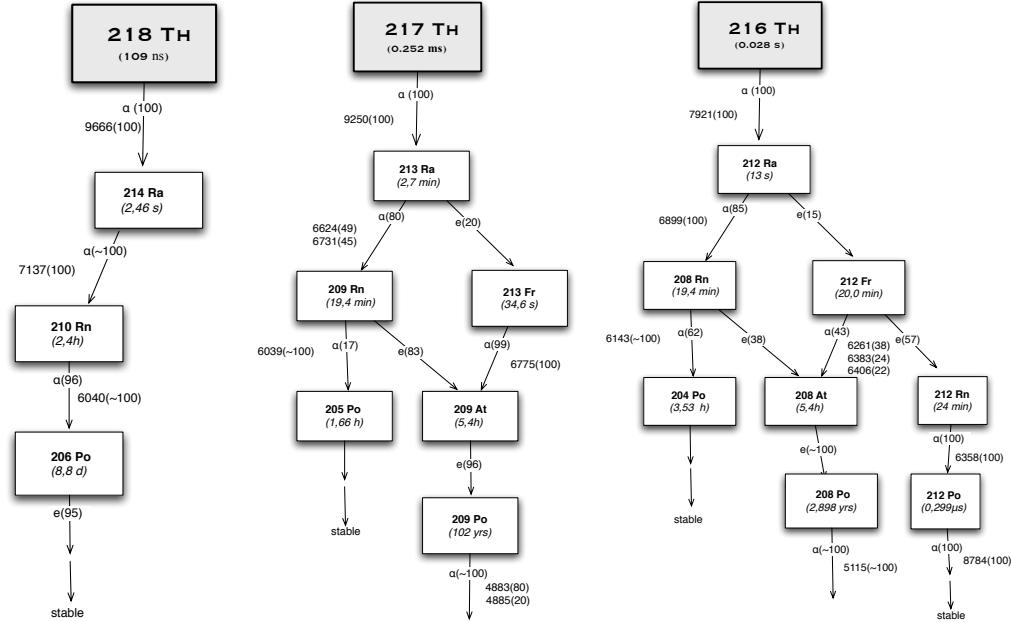 218 Th
(109 ns)
α (100)
9666(100)
214 Ra
(2,46 s)
α(~100)
7137(100)
210 Rn
(2,4h)
α(96)
6040(~100)
206 Po
(8,8 d)
e(95)
stable
217 Th
(0.252 ms)
α (100)
9250(100)
213 Ra
(2,7 min)
α(80)
e(20)
6624(49)
6731(45)
209 Rn
(19,4 min)
213 Fr
(34,6 s)
α(17)
6039(~100)
e(83)
α(99)
6775(100)
205 Po
(1,66 h)
209 At
(5,4h)
stable
e(96)
209 Po
(102 yrs)
α(~100)
4883(80)
4885(20)
216 Th
(0.028 s)
α (100)
7921(100)
212 Ra
(13 s)
α(85)
e(15)
6899(100)
208 Rn
(19,4 min)
212 Fr
(20,0 min)
α(62)
6143(~100)
e(38)
α(43)
6261(38)
6383(24)
6406(22)
e(57)
204 Po
(3,53 h)
208 At
(5,4h)
212 Rn
(24 min)
stable
e(~100)
α(100)
6358(100)
208 Po
(2,898 yrs)
212 Po
(0,299µs)
α(~100)
5115(~100)
α(100)
8784(100)
stable